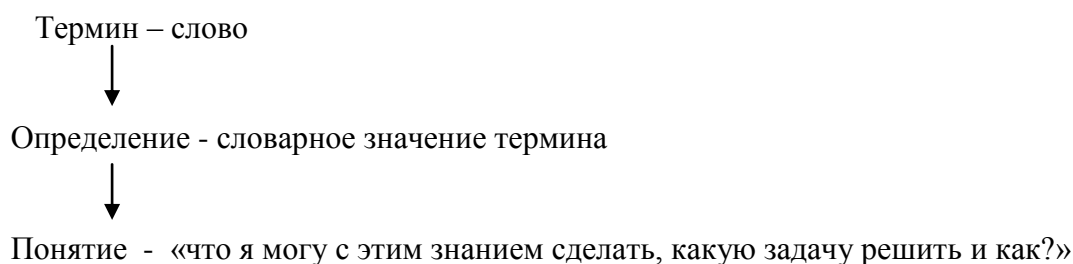 Термин – слово
Определение - словарное значение термина
Понятие - «что я могу с этим знанием сделать, какую задачу решить и как?»